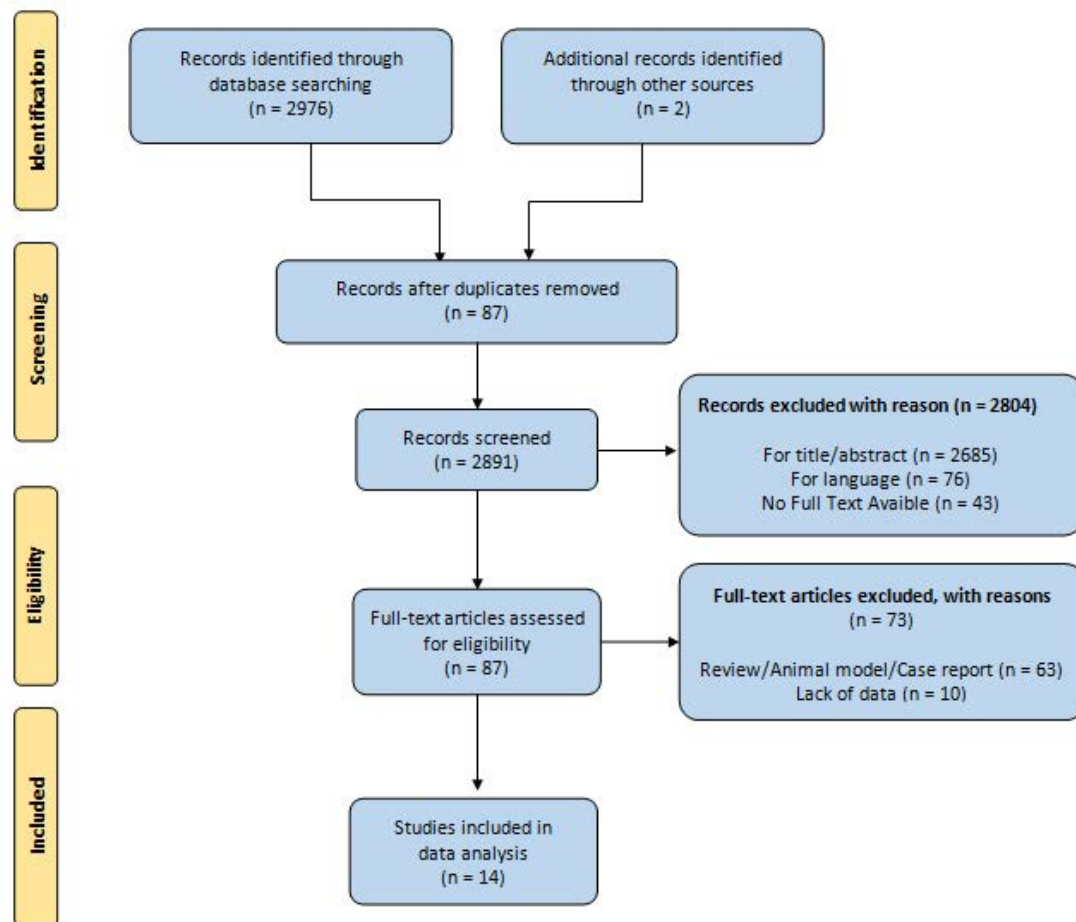 Identification
Records identified through
database searching
(n = 2976)
Additional records identified
through other sources
(n = 2)
Screening
Records after duplicates removed
(n = 87)
Records screened
(n = 2891)
Records excluded with reason (n = 2804)
For title/abstract (n = 2685)
For language (n = 76)
No Full Text Avaible (n = 43)
Eligibility
Full-text articles assessed
for eligibility
(n = 87)
Full-text articles excluded, with reasons
(n = 73)
Review/Animal model/Case report (n = 63)
Lack of data (n = 10)
Included
Studies included in
data analysis
(n = 14)